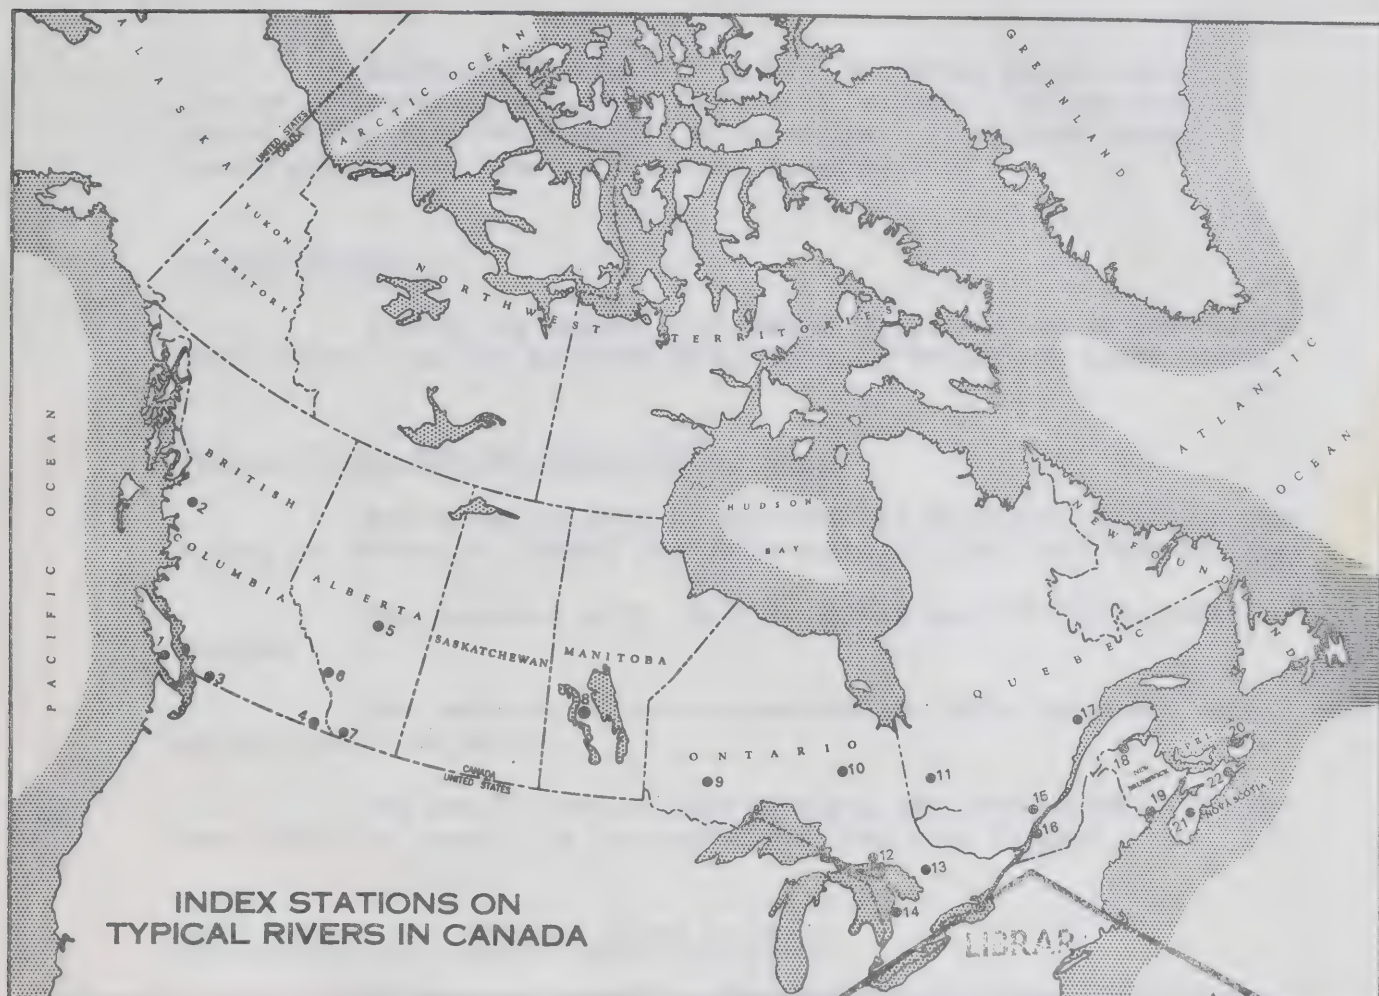 ALASKA
ARCTIC OCEAN
GREENLAND
UNITED STATES
CANADA
YUKON
TERRITORY
NORTHWEST TERRITORIES
PACIFIC OCEAN
ATLANTIC
OCEAN
BRITISH
COLUMBIA
2
HUDSON
BAY
NEWFOUNDLAND
ALBERTA
5
SASKATCHEWAN
MANITOBA
1
3
6
4
7
8
QUEBEC
ONTARIO
9
10
11
17
P.E.I.
20
18
NEW
BRUNSWICK
22
19
NOVA SCOTIA
21
15
16
CANADA
UNITED STATES
12
13
14
INDEX STATIONS ON
TYPICAL RIVERS IN CANADA
LIBRAR